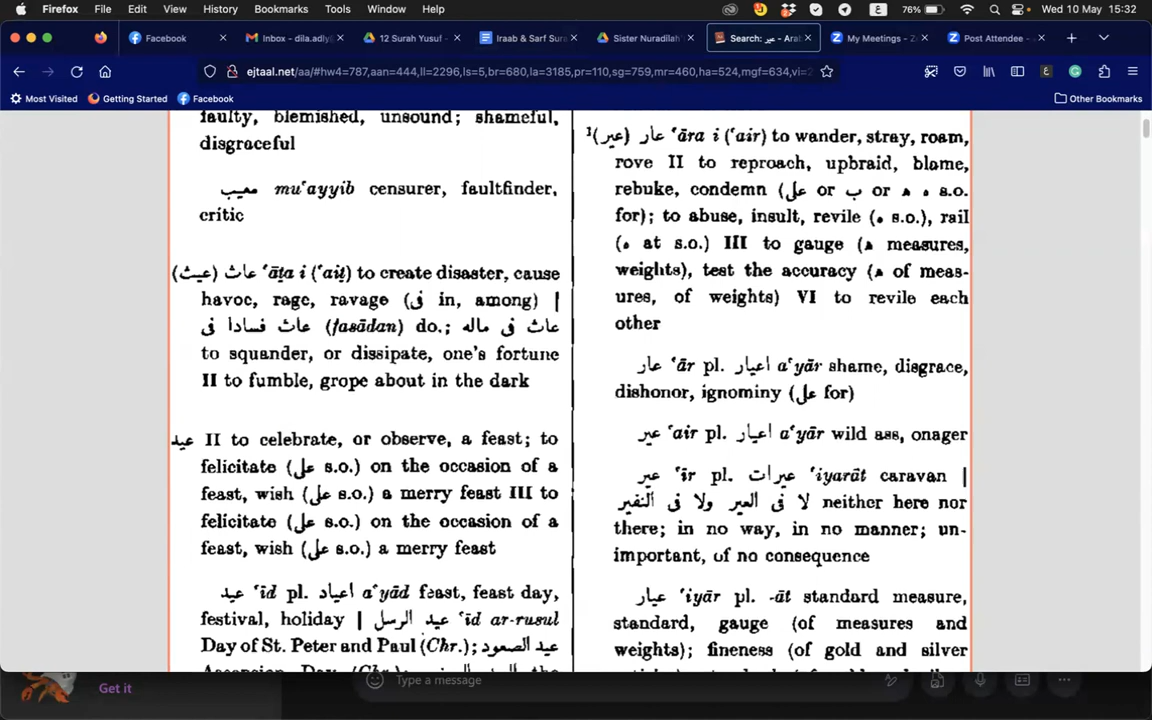 Firefox File Edit View History Bookmarks Tools Window Help 76% Wed 10 May 15:32
Facebook Inbox - dila.adly@ 12 Surah Yusuf - Iraab & Sarf Sur Sister Nuradilah' Search: عير - Ara My Meetings - Z Post Attendee -
ejtaal.net/aa/#hw4=787,aan=444,ll=2296,ls=5,br=680,la=3185,pr=110,sg=759,mr=460,ha=524,mgf=634,vi=2
Most Visited Getting Started Facebook Other Bookmarks
faulty, blemished, unsound; shameful,
disgraceful
معيب mu‘ayyib censurer, faultfinder,
critic
(عيث) عاث ‘āṯa i (‘aiṯ) to create disaster, cause
havoc, rage, ravage (فى in, among) |
عاث فسادا فى (fasādan) do.; عاث فى ماله
to squander, or dissipate, one's fortune
II to fumble, grope about in the dark
عيد II to celebrate, or observe, a feast; to
felicitate (على s.o.) on the occasion of a
feast, wish (على s.o.) a merry feast III to
felicitate (على s.o.) on the occasion of a
feast, wish (على s.o.) a merry feast
عيد ‘īd pl. اعياد a‘yād feast, feast day,
festival, holiday | عيد الرسل ‘īd ar-rusul
Day of St. Peter and Paul (Chr.); عيد الصعود
Ascension Day (Chr.);
¹(عير) عار ‘āra i (‘air) to wander, stray, roam,
rove II to reproach, upbraid, blame,
rebuke, condemn (على or ب or ه ه s.o.
for); to abuse, insult, revile (ه s.o.), rail
(ه at s.o.) III to gauge (ه measures,
weights), test the accuracy (ه of meas-
ures, of weights) VI to revile each
other
عار ‘ār pl. اعيار a‘yār shame, disgrace,
dishonor, ignominy (على for)
عير ‘air pl. اعيار a‘yār wild ass, onager
عير ‘īr pl. عيرات ‘iyarāt caravan |
لا فى العير ولا فى النفير neither here nor
there; in no way, in no manner; un-
important, of no consequence
عيار ‘iyār pl. -āt standard measure,
standard, gauge (of measures and
weights); fineness (of gold and silver
Get it Type a message